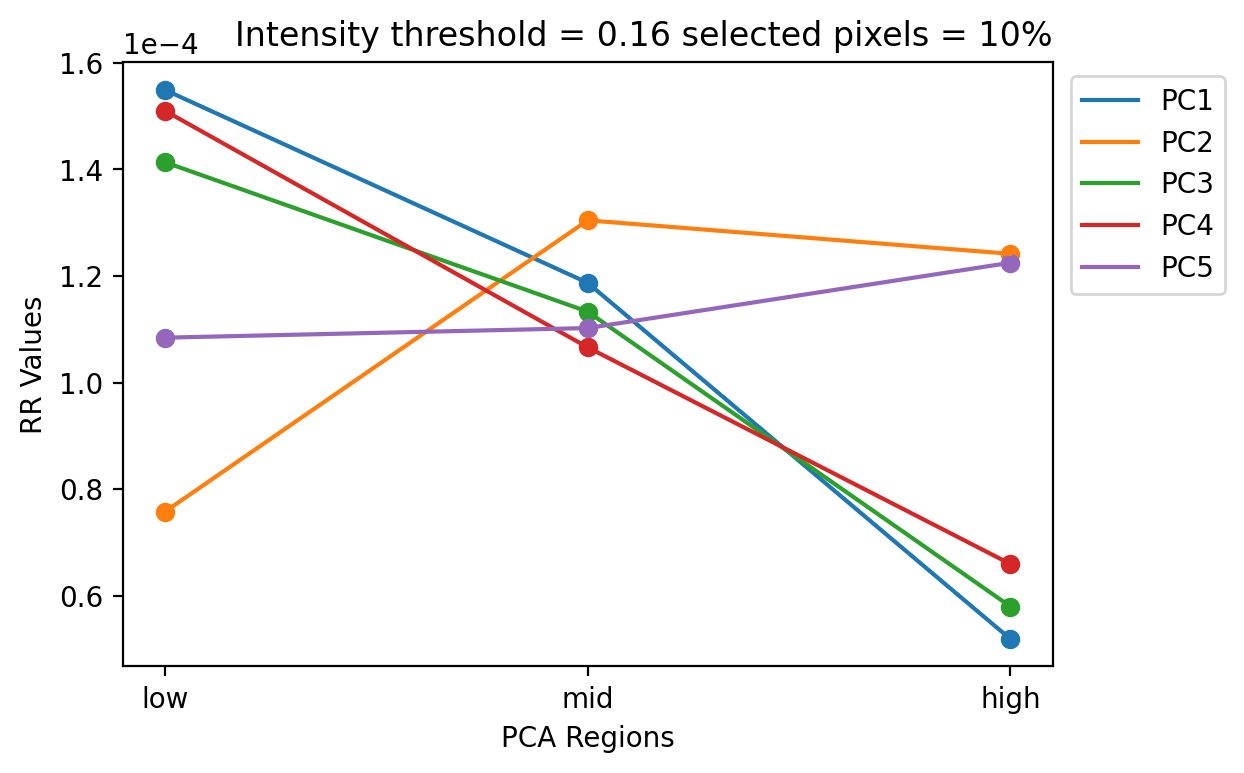 Intensity threshold = 0.16 selected pixels = 10%
1e−4
1.6
1.4
1.2
1.0
0.8
0.6
RR Values
low
mid
high
PCA Regions
PC1
PC2
PC3
PC4
PC5